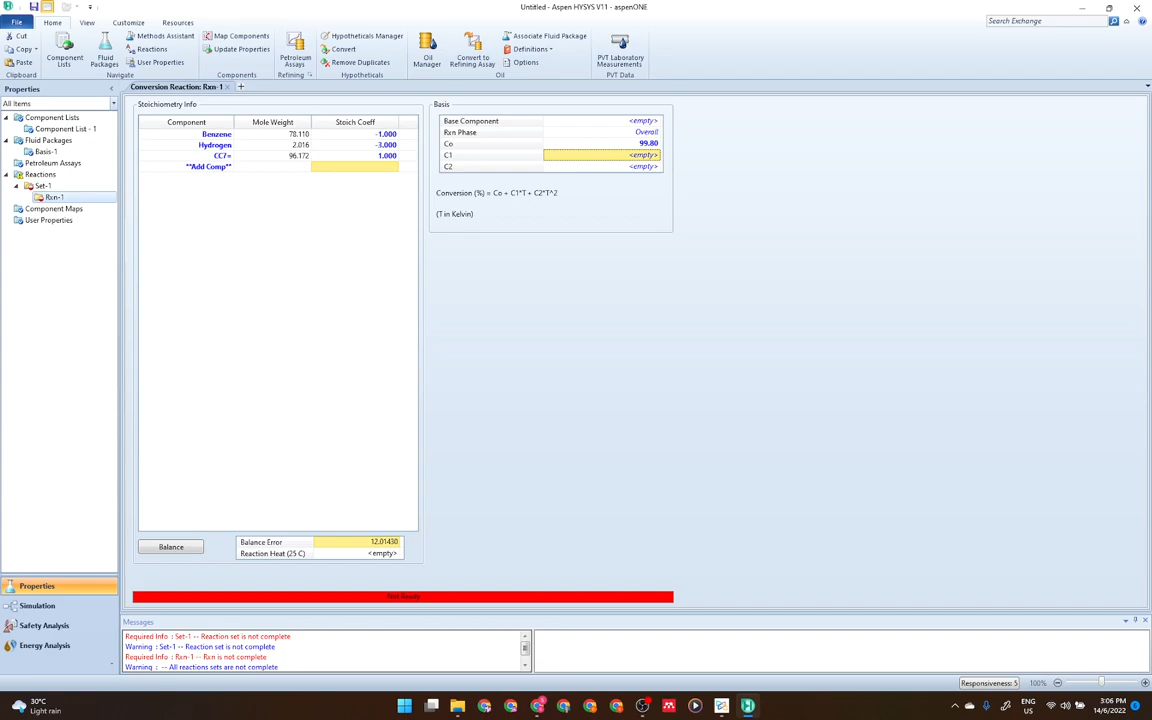 Untitled - Aspen HYSYS V11 - aspenONE
File Home View Customize Resources
Search Exchange
Cut
Copy
Paste
Clipboard
Component Lists
Fluid Packages
Methods Assistant
Reactions
User Properties
Navigate
Map Components
Update Properties
Components
Petroleum Assays
Refining
Hypotheticals Manager
Convert
Remove Duplicates
Hypotheticals
Oil Manager
Convert to Refining Assay
Associate Fluid Package
Definitions
Options
Oil
PVT Laboratory Measurements
PVT Data
Properties
All Items
Component Lists
Component List - 1
Fluid Packages
Basis-1
Petroleum Assays
Reactions
Set-1
Rxn-1
Component Maps
User Properties
Properties
Simulation
Safety Analysis
Energy Analysis
Conversion Reaction: Rxn-1
Stoichiometry Info
Component Mole Weight Stoich Coeff
Benzene 78.110 -1.000
Hydrogen 2.016 -3.000
CC7= 96.172 1.000
**Add Comp**
Balance
Balance Error 12.01430
Reaction Heat (25 C) <empty>
Basis
Base Component <empty>
Rxn Phase Overall
Co 99.80
C1 <empty>
C2 <empty>
Conversion (%) = Co + C1*T + C2*T^2
(T in Kelvin)
Not Ready
Messages
Required Info : Set-1 -- Reaction set is not complete
Warning : Set-1 -- Reaction set is not complete
Required Info : Rxn-1 -- Rxn is not complete
Warning : -- All reactions sets are not complete
Responsiveness: 5 100%
30°C
Light rain
ENG
US
3:06 PM
14/6/2022